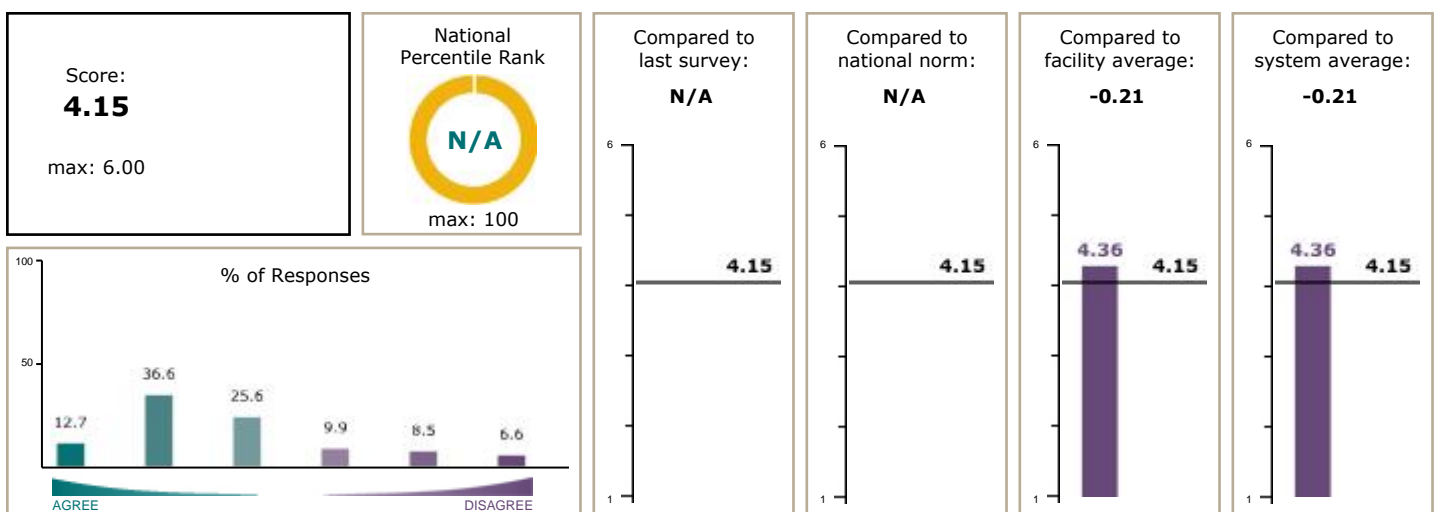 Score:
4.15
max: 6.00
National
Percentile Rank
N/A
max: 100
% of Responses
100
50
12.7
36.6
25.6
9.9
8.5
6.6
AGREE
DISAGREE
Compared to
last survey:
N/A
6
4.15
1
Compared to
national norm:
N/A
6
4.15
1
Compared to
facility average:
-0.21
6
4.36
4.15
1
Compared to
system average:
-0.21
6
4.36
4.15
1